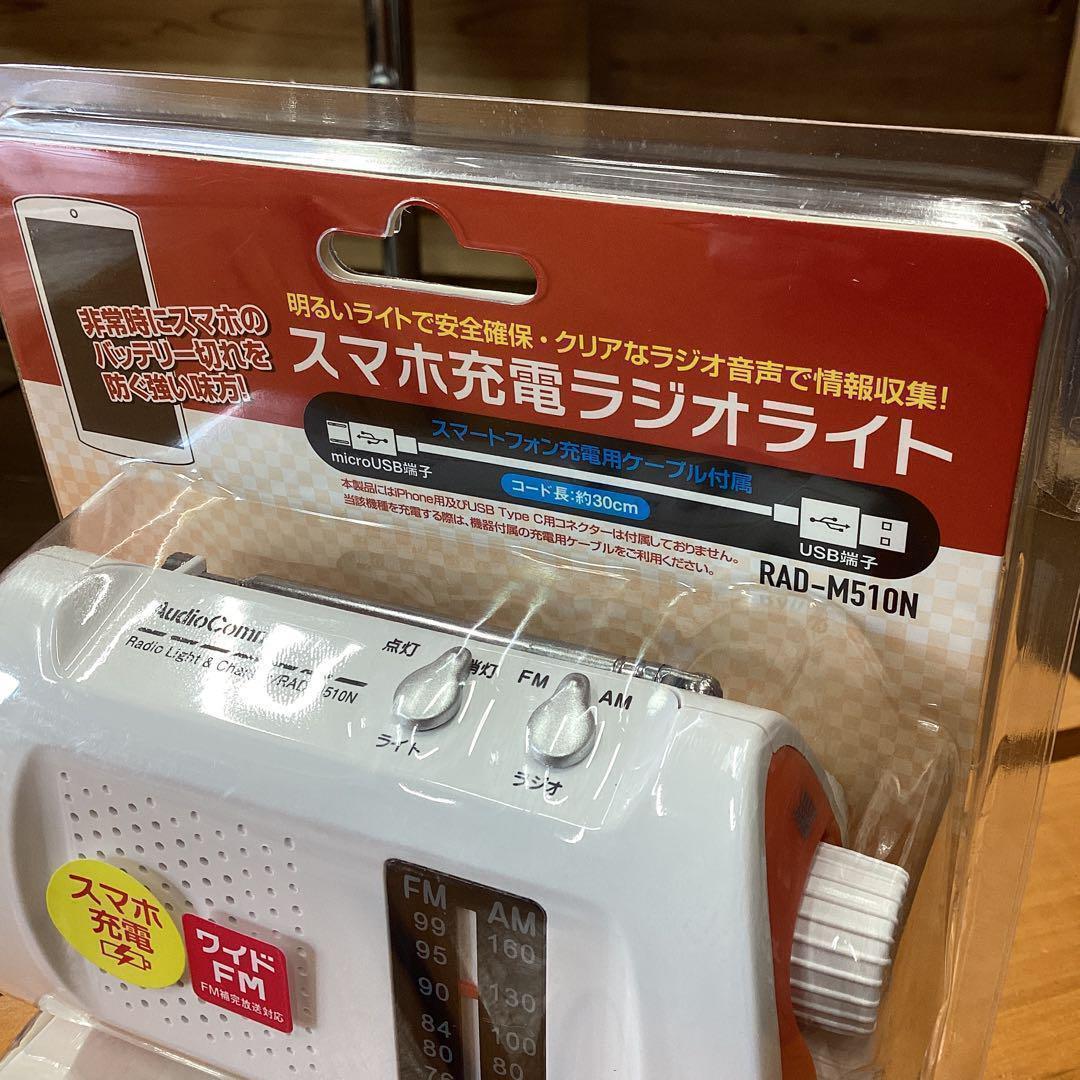 非常時にスマホの
バッテリー切れを
防ぐ強い味方!
明るいライトで安全確保・クリアなラジオ音声で情報収集!
スマホ充電ラジオライト
スマートフォン充電用ケーブル付属
microUSB端子
コード長:約30cm
USB端子
本製品にはiPhone用及びUSB Type C用コネクターは付属しておりません。
当該機種を充電する際は、機器付属の充電用ケーブルをご利用ください。
RAD-M510N
AudioComm
Radio Light &
510N
点灯
消灯
ライト
FM
AM
ラジオ
スマホ
充電
ワイド
FM
FM補完放送対応
FM AM
99 160
95
90 130
84 100
80 80
76